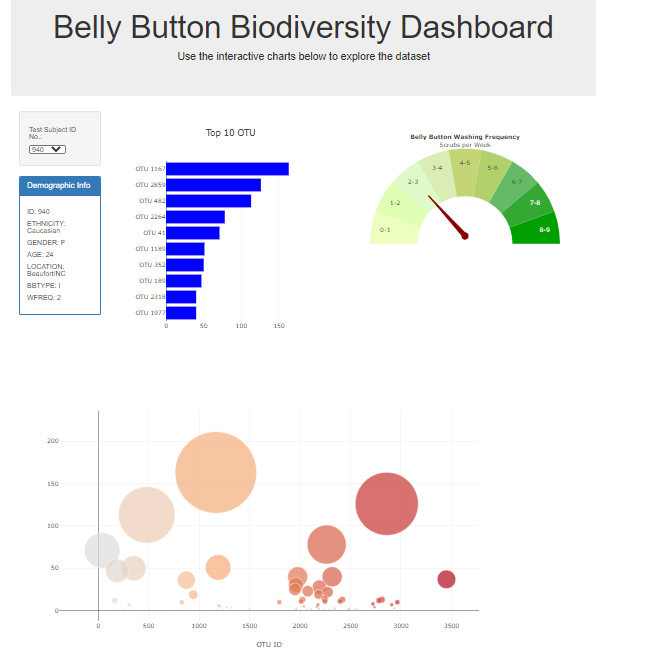 Belly Button Biodiversity Dashboard
Use the interactive charts below to explore the dataset
Test Subject ID
No.:
940
Demographic Info
ID: 940
ETHNICITY:
Caucasian
GENDER: F
AGE: 24
LOCATION:
Beaufort/NC
BBTYPE: I
WFREQ: 2
Top 10 OTU
OTU 1167
OTU 2859
OTU 482
OTU 2264
OTU 41
OTU 1189
OTU 352
OTU 189
OTU 2318
OTU 1977
0 50 100 150
Belly Button Washing Frequency
Scrubs per Week
0-1
1-2
2-3
3-4
4-5
5-6
6-7
7-8
8-9
200
150
100
50
0
0 500 1000 1500 2000 2500 3000 3500
OTU ID